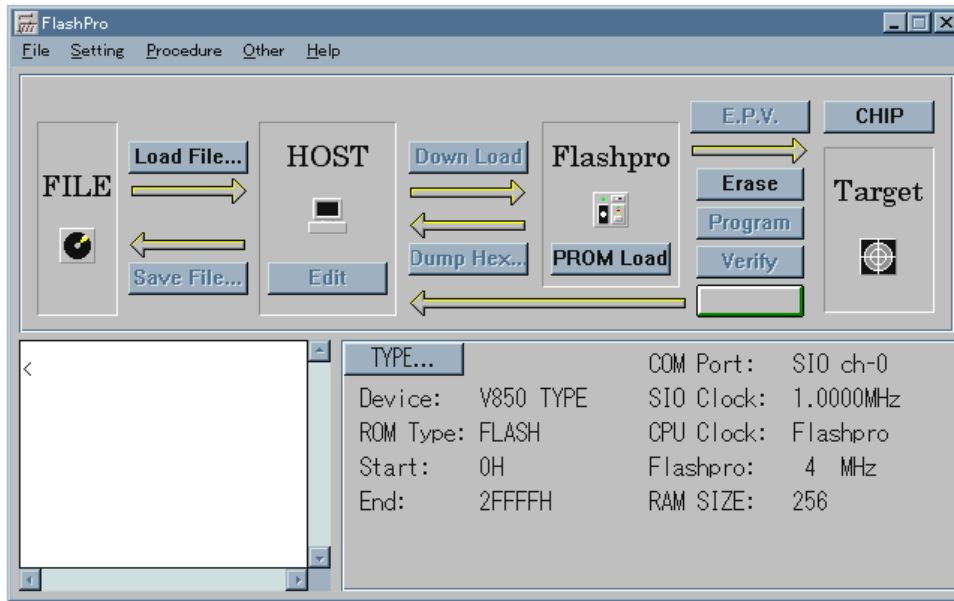 FlashPro
File Setting Procedure Other Help
FILE
Load File...
Save File...
HOST
Edit
Down Load
Dump Hex...
Flashpro
PROM Load
E.P.V.
Erase
Program
Verify
CHIP
Target
<
TYPE...
Device: V850 TYPE
ROM Type: FLASH
Start: 0H
End: 2FFFFH
COM Port: SIO ch-0
SIO Clock: 1.0000MHz
CPU Clock: Flashpro
Flashpro: 4 MHz
RAM SIZE: 256